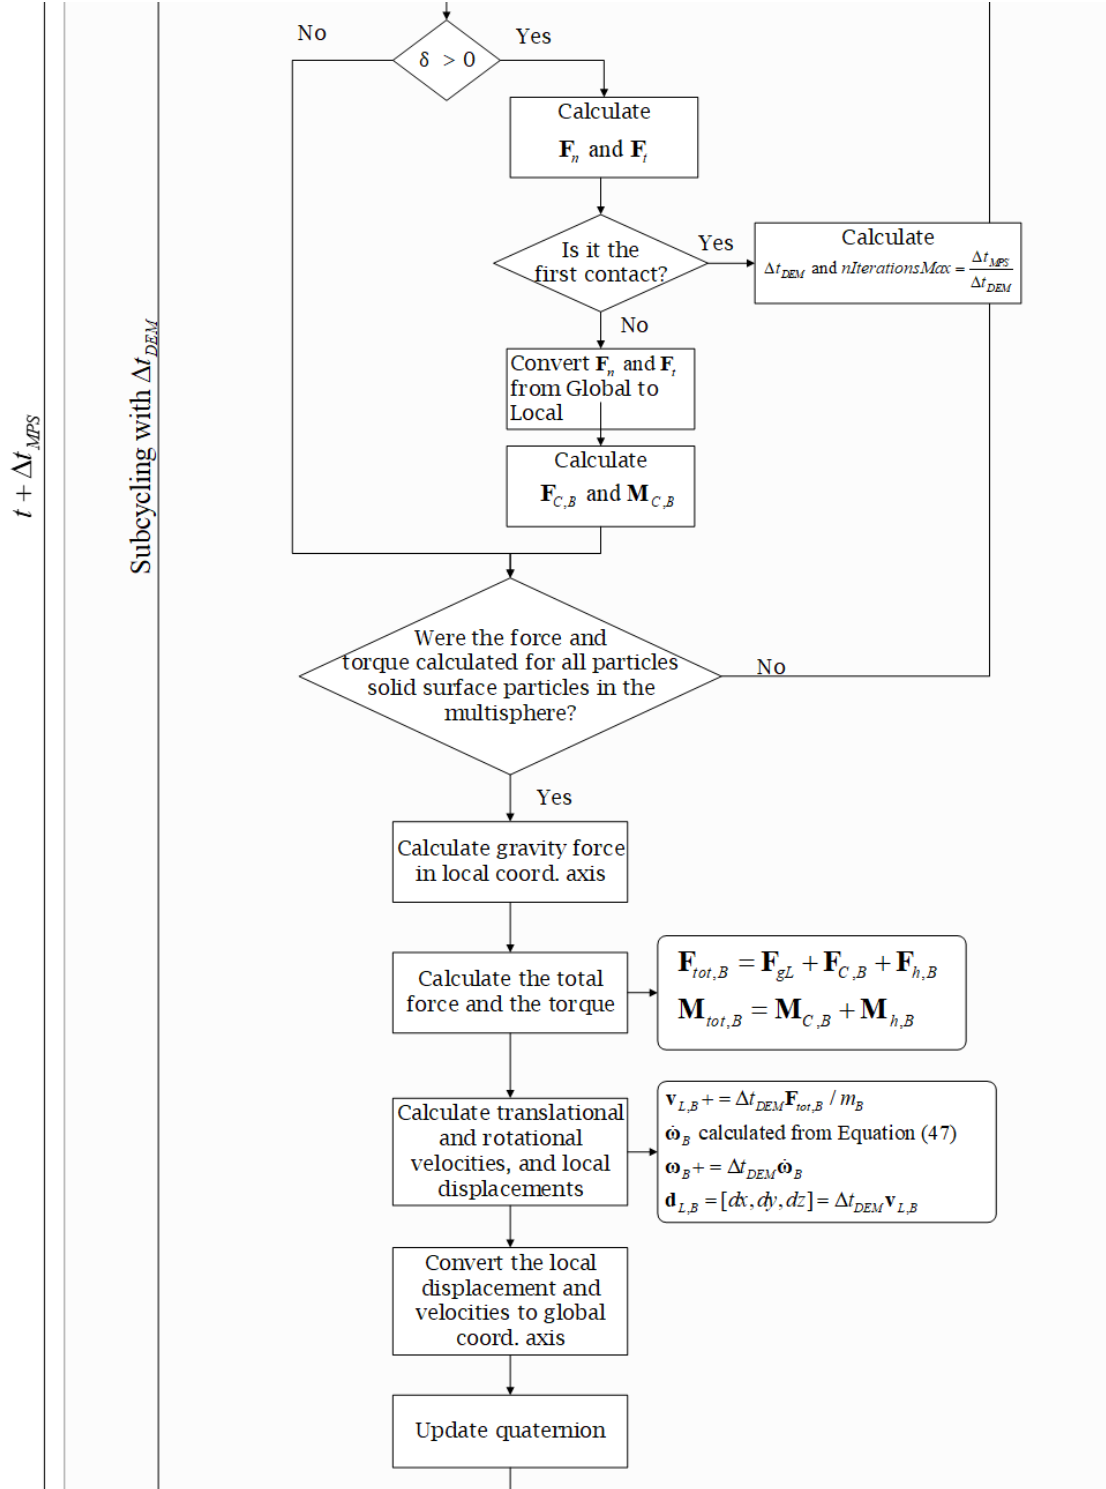 No
Yes
δ > 0
Calculate
F_n and F_t
Is it the
first contact?
Yes
Calculate
Δt_DEM and nIterationsMax = Δt_MPS / Δt_DEM
No
Convert F_n and F_t
from Global to
Local
Calculate
F_C,B and M_C,B
t + Δt_MPS
Subcycling with Δt_DEM
Were the force and
torque calculated for all particles
solid surface particles in the
multisphere?
No
Yes
Calculate gravity force
in local coord. axis
Calculate the total
force and the torque
F_tot,B = F_gL + F_C,B + F_h,B
M_tot,B = M_C,B + M_h,B
Calculate translational
and rotational
velocities, and local
displacements
v_L,B + = Δt_DEM F_tot,B / m_B
ω̇_B calculated from Equation (47)
ω_B + = Δt_DEM ω̇_B
d_L,B = [dx, dy, dz] = Δt_DEM v_L,B
Convert the local
displacement and
velocities to global
coord. axis
Update quaternion